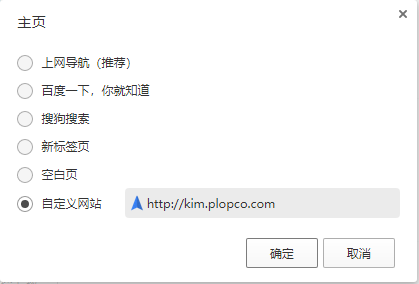 主页
上网导航（推荐）
百度一下，你就知道
搜狗搜索
新标签页
空白页
自定义网站 http://kim.plopco.com
确定 取消